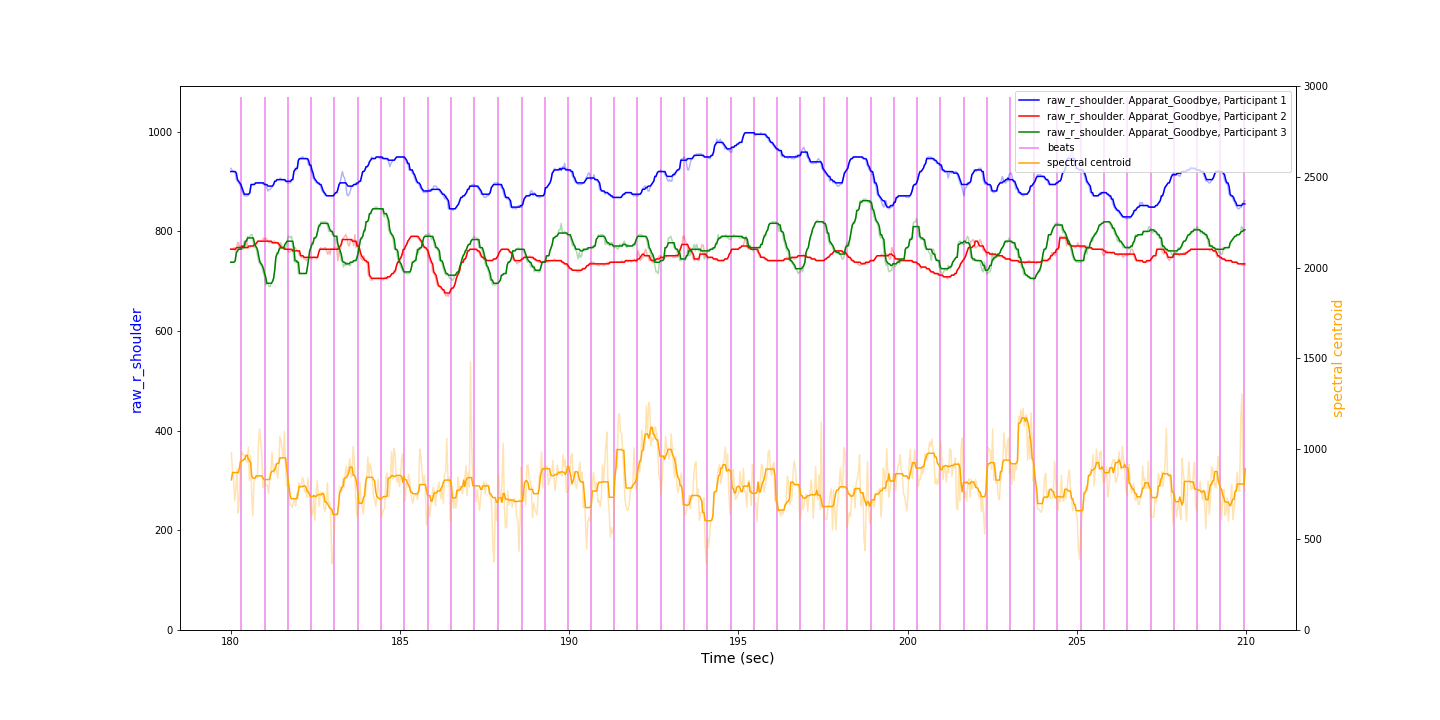 raw_r_shoulder. Apparat_Goodbye, Participant 1
raw_r_shoulder. Apparat_Goodbye, Participant 2
raw_r_shoulder. Apparat_Goodbye, Participant 3
beats
spectral centroid
1000
800
600
400
200
0
raw_r_shoulder
3000
2500
2000
1500
1000
500
0
spectral centroid
180
185
190
195
200
205
210
Time (sec)